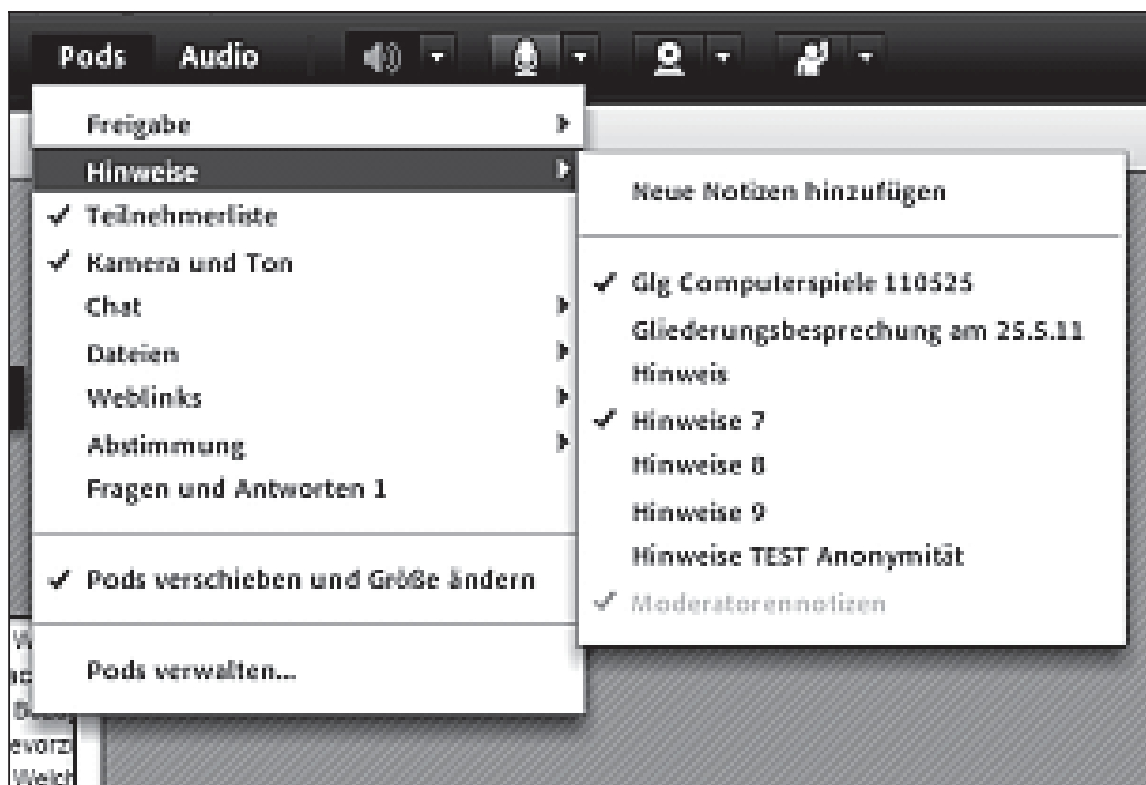 Pods Audio
Freigabe
Hinweise
Teilnehmerliste
Kamera und Ton
Chat
Dateien
Weblinks
Abstimmung
Fragen und Antworten 1
Pods verschieben und Größe ändern
Pods verwalten...
Neue Notizen hinzufügen
Glg Computerspiele 110525
Gliederungsbesprechung am 25.5.11
Hinweis
Hinweise 7
Hinweise 8
Hinweise 9
Hinweise TEST Anonymität
Moderatorennotizen
evorzi
Welch